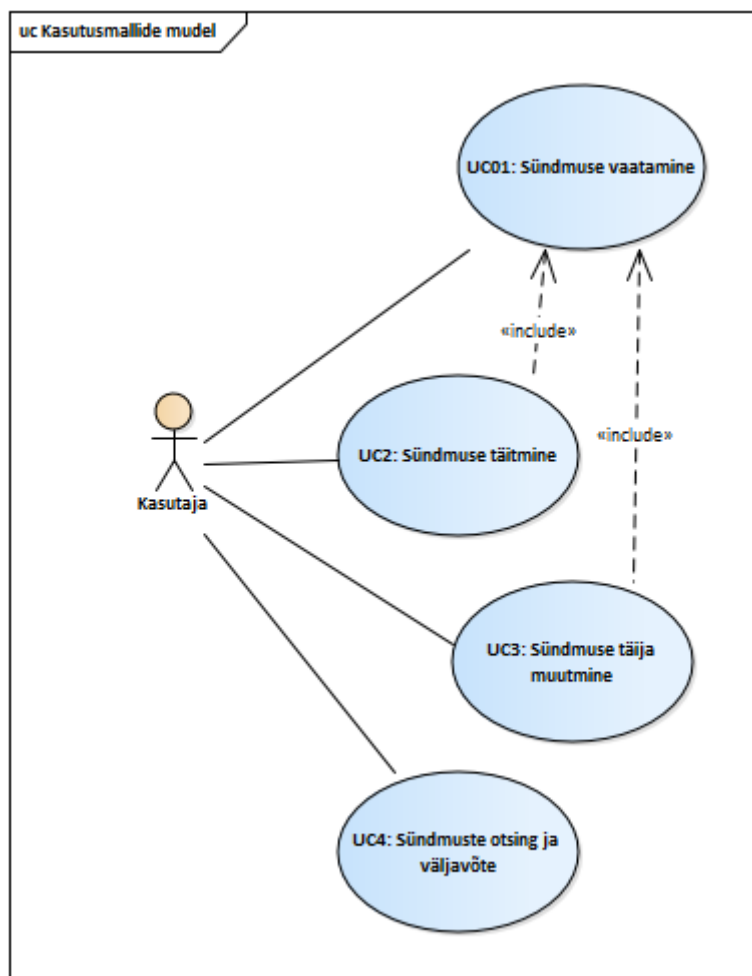 uc Kasutusmallide mudel
UC01: Sündmuse vaatamine
«include»
UC2: Sündmuse täitmine
«include»
Kasutaja
UC3: Sündmuse täija
muutmine
UC4: Sündmuste otsing ja
väljavõte